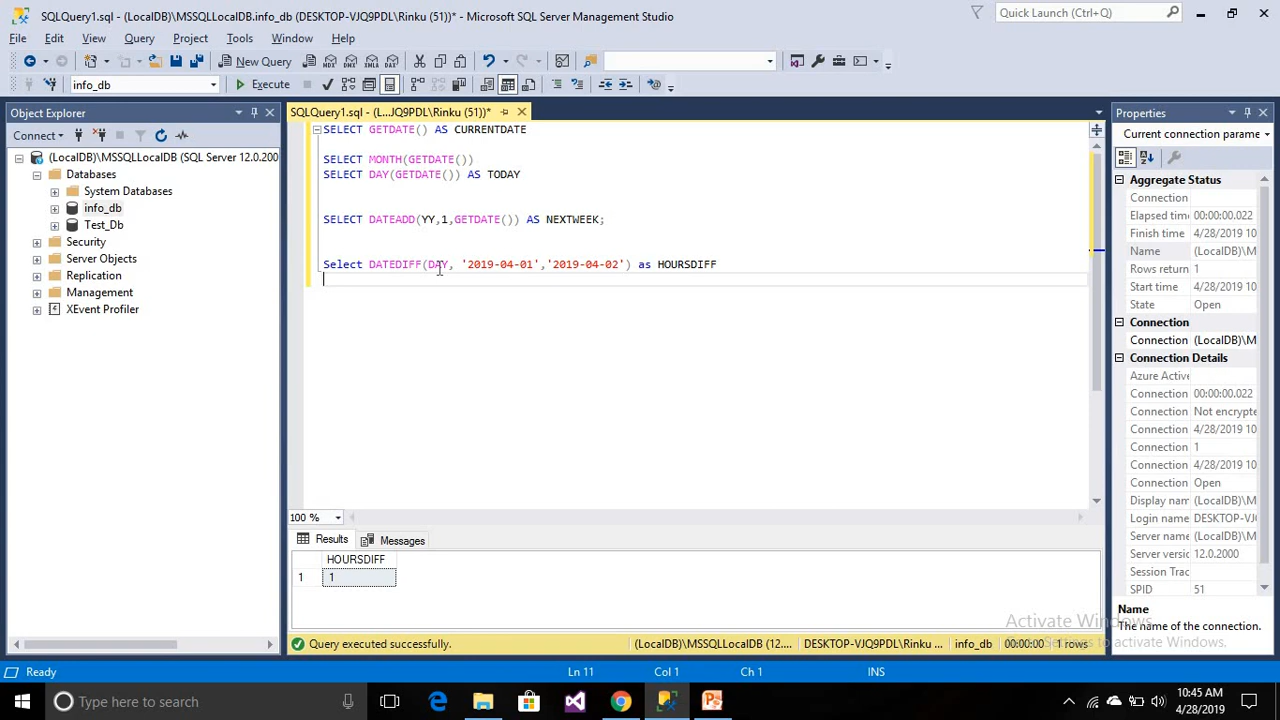 SQLQuery1.sql - (LocalDB)\MSSQLLocalDB.info_db (DESKTOP-VJQ9PDL\Rinku (51))* - Microsoft SQL Server Management Studio
Quick Launch (Ctrl+Q)
File Edit View Query Project Tools Window Help
New Query
info_db
Execute
Object Explorer
Connect
(LocalDB)\MSSQLLocalDB (SQL Server 12.0.200
Databases
System Databases
info_db
Test_Db
Security
Server Objects
Replication
Management
XEvent Profiler
SQLQuery1.sql - (L...JQ9PDL\Rinku (51))*
SELECT GETDATE() AS CURRENTDATE
SELECT MONTH(GETDATE())
SELECT DAY(GETDATE()) AS TODAY
SELECT DATEADD(YY,1,GETDATE()) AS NEXTWEEK;
Select DATEDIFF(DAY, '2019-04-01','2019-04-02') as HOURSDIFF
100 %
Results Messages
HOURSDIFF
1 1
Query executed successfully.
(LocalDB)\MSSQLLocalDB (12.... DESKTOP-VJQ9PDL\Rinku ... info_db 00:00:00 1 rows
Properties
Current connection parame
Aggregate Status
Connection
Elapsed time 00:00:00.022
Finish time 4/28/2019 10
Name (LocalDB)\M
Rows returne 1
Start time 4/28/2019 10
State Open
Connection
Connection (LocalDB)\M
Connection Details
Azure Active
Connection 00:00:00.022
Connection Not encrypte
Connection 4/28/2019 10
Connection 1
Connection 4/28/2019 10
Connection Open
Display nam (LocalDB)\M
Login name DESKTOP-VJ
Server name (LocalDB)\M
Server versic 12.0.2000
Session Trac
SPID 51
Name
The name of the connection.
Activate Windows
Go to Settings to activate Windows.
Ready Ln 11 Col 1 Ch 1 INS
Type here to search
10:45 AM
4/28/2019